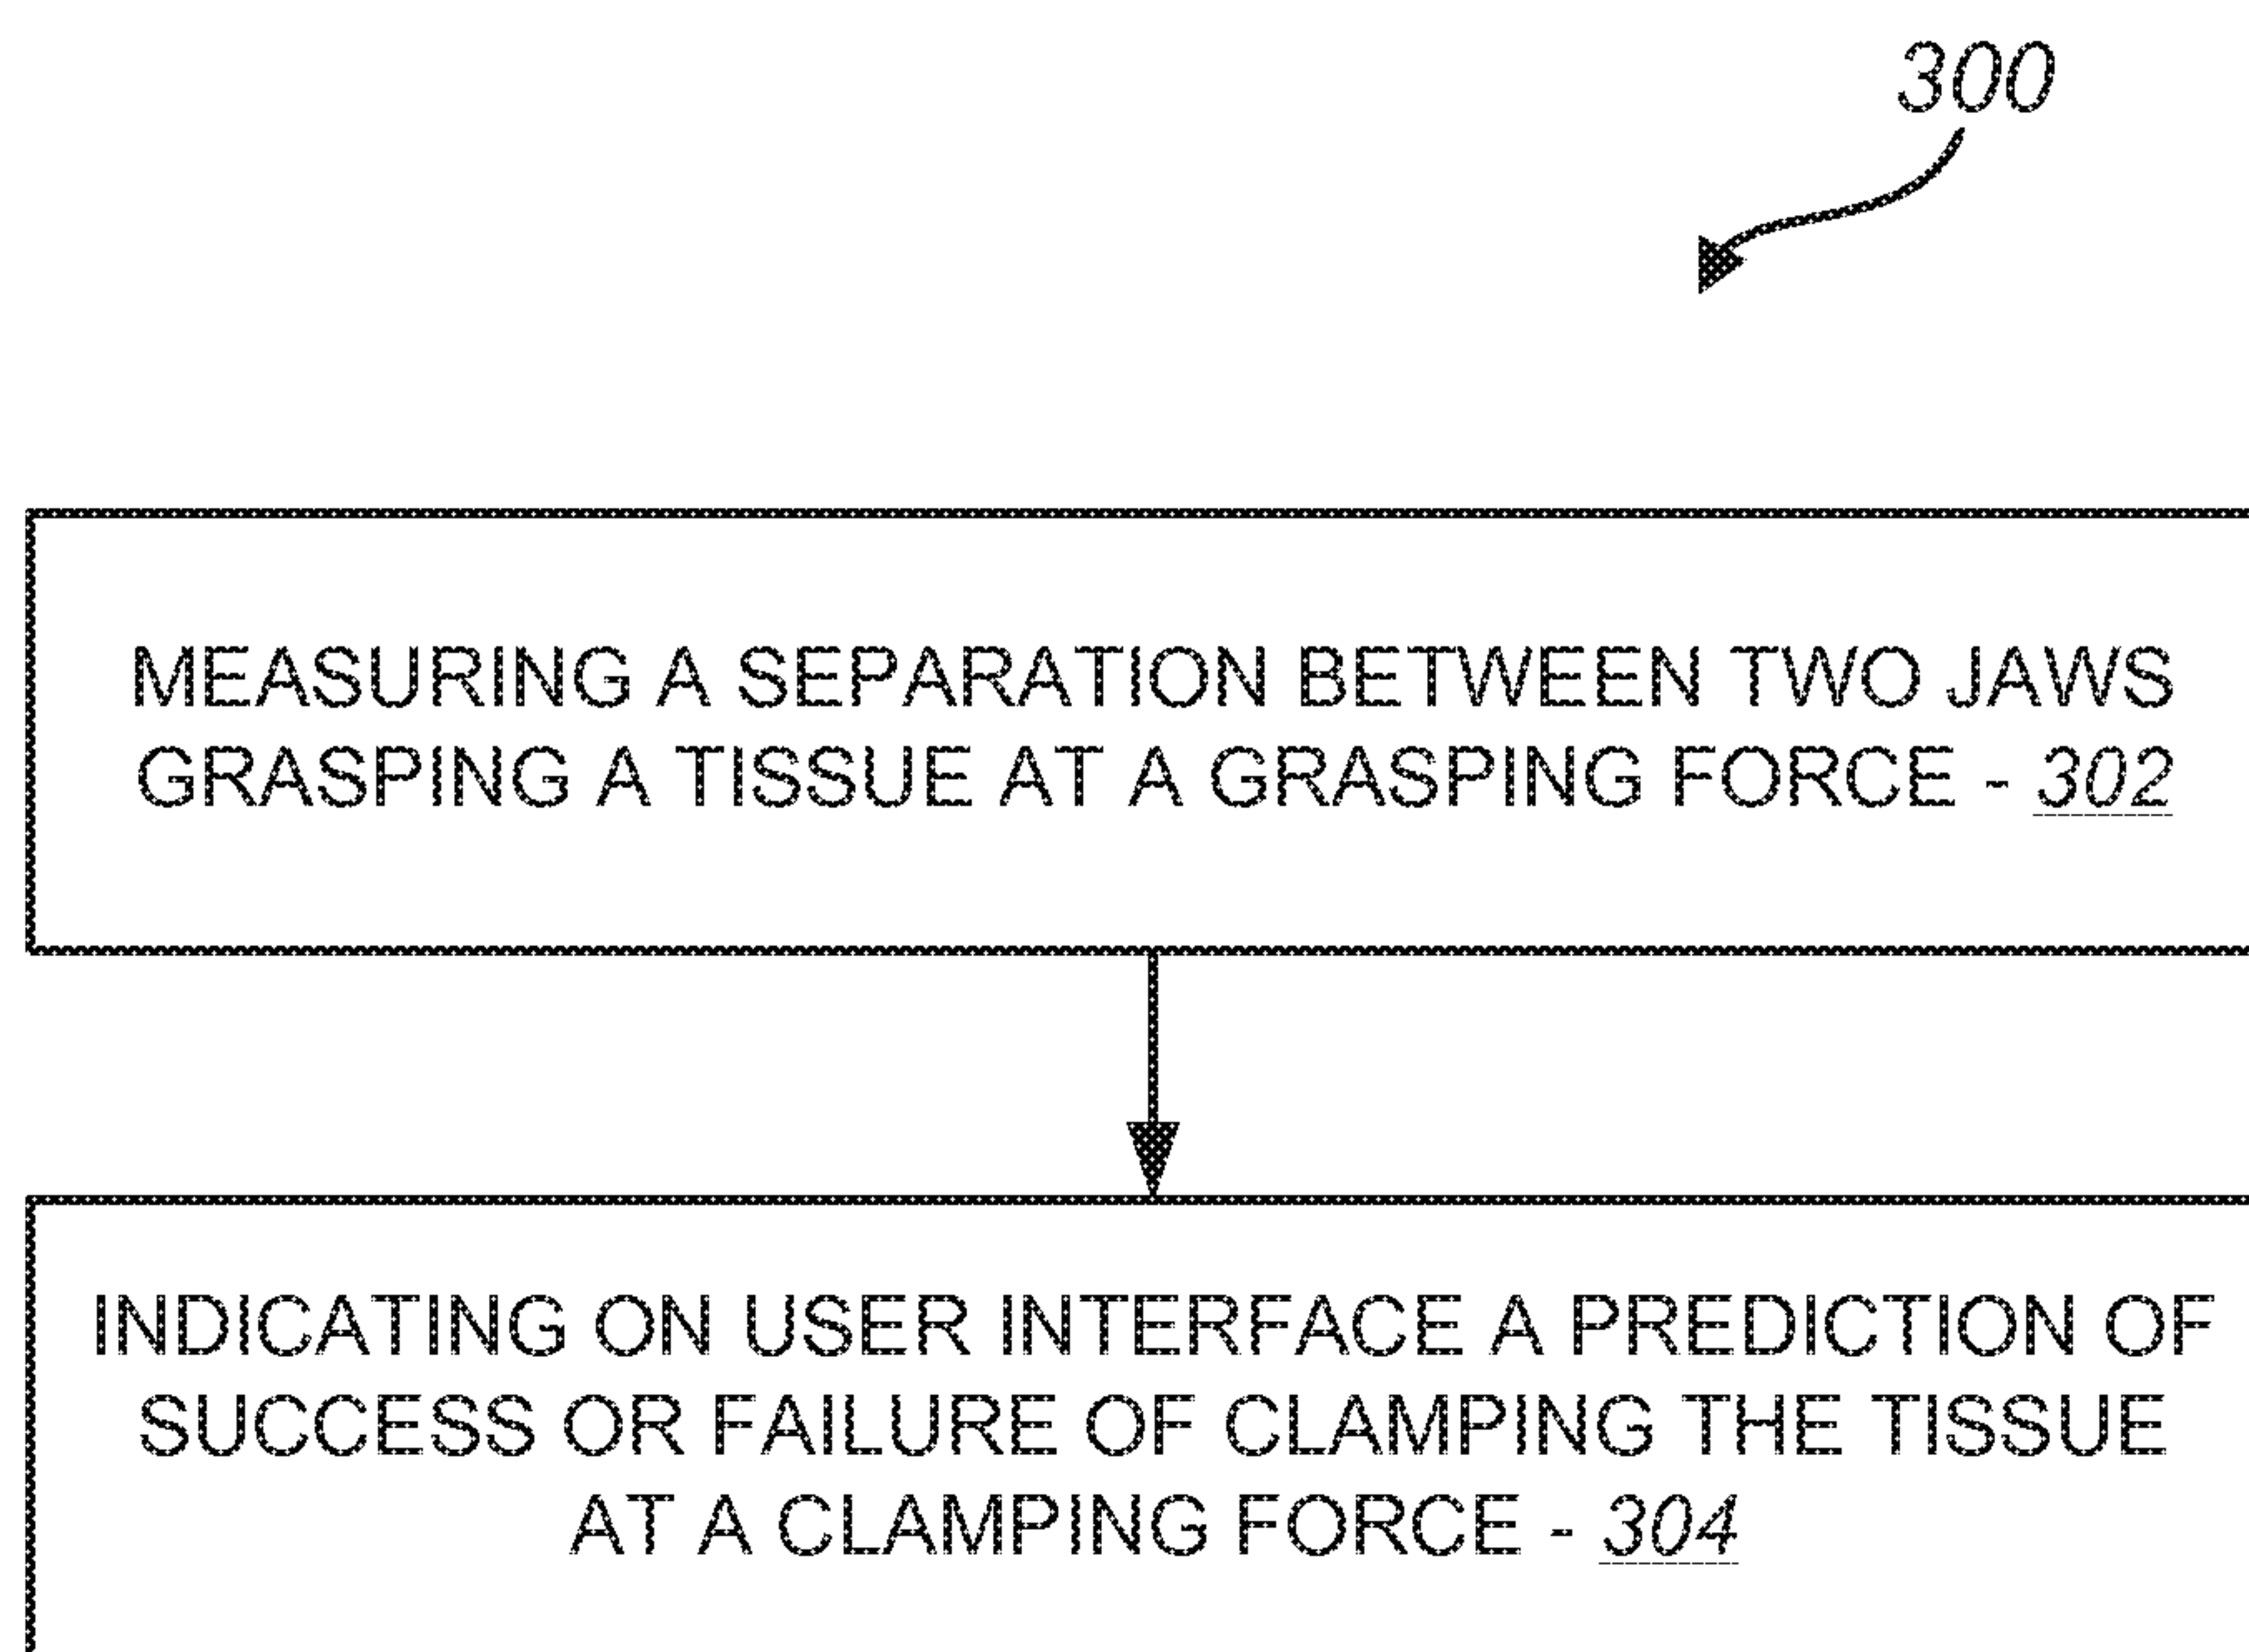 300
MEASURING A SEPARATION BETWEEN TWO JAWS
GRASPING A TISSUE AT A GRASPING FORCE - 302
INDICATING ON USER INTERFACE A PREDICTION OF
SUCCESS OR FAILURE OF CLAMPING THE TISSUE
AT A CLAMPING FORCE - 304